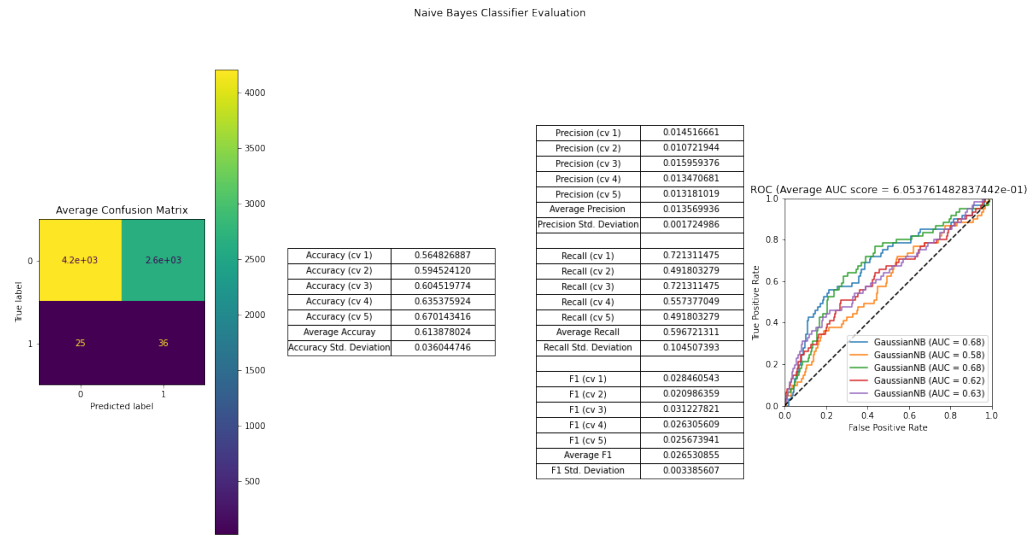 Naive Bayes Classifier Evaluation
Average Confusion Matrix
True label
0
1
4.2e+03
2.6e+03
25
36
0
1
Predicted label
4000
3500
3000
2500
2000
1500
1000
500
Accuracy (cv 1) 0.564826887
Accuracy (cv 2) 0.594524120
Accuracy (cv 3) 0.604519774
Accuracy (cv 4) 0.635375924
Accuracy (cv 5) 0.670143416
Average Accuray 0.613878024
Accuracy Std. Deviation 0.036044746
Precision (cv 1) 0.014516661
Precision (cv 2) 0.010721944
Precision (cv 3) 0.015959376
Precision (cv 4) 0.013470681
Precision (cv 5) 0.013181019
Average Precision 0.013569936
Precision Std. Deviation 0.001724986
Recall (cv 1) 0.721311475
Recall (cv 2) 0.491803279
Recall (cv 3) 0.721311475
Recall (cv 4) 0.557377049
Recall (cv 5) 0.491803279
Average Recall 0.596721311
Recall Std. Deviation 0.104507393
F1 (cv 1) 0.028460543
F1 (cv 2) 0.020986359
F1 (cv 3) 0.031227821
F1 (cv 4) 0.026305609
F1 (cv 5) 0.025673941
Average F1 0.026530855
F1 Std. Deviation 0.003385607
ROC (Average AUC score = 6.053761482837442e-01)
True Positive Rate
1.0
0.8
0.6
0.4
0.2
0.0
GaussianNB (AUC = 0.68)
GaussianNB (AUC = 0.58)
GaussianNB (AUC = 0.68)
GaussianNB (AUC = 0.62)
GaussianNB (AUC = 0.63)
0.0 0.2 0.4 0.6 0.8 1.0
False Positive Rate